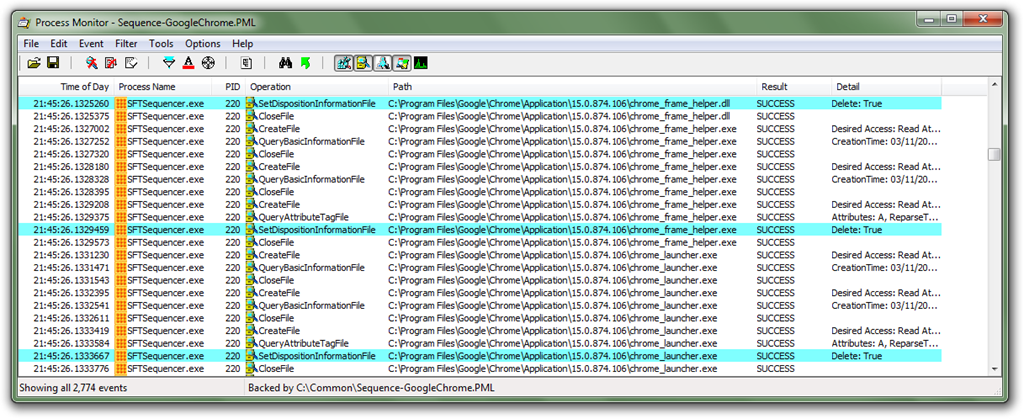 Process Monitor - Sequence-GoogleChrome.PML
File Edit Event Filter Tools Options Help
Time of Day Process Name PID Operation Path Result Detail
21:45:26.1325260 SFTSequencer.exe 220 SetDispositionInformationFile C:\Program Files\Google\Chrome\Application\15.0.874.106\chrome_frame_helper.dll SUCCESS Delete: True
21:45:26.1325375 SFTSequencer.exe 220 CloseFile C:\Program Files\Google\Chrome\Application\15.0.874.106\chrome_frame_helper.dll SUCCESS
21:45:26.1327002 SFTSequencer.exe 220 CreateFile C:\Program Files\Google\Chrome\Application\15.0.874.106\chrome_frame_helper.exe SUCCESS Desired Access: Read At...
21:45:26.1327252 SFTSequencer.exe 220 QueryBasicInformationFile C:\Program Files\Google\Chrome\Application\15.0.874.106\chrome_frame_helper.exe SUCCESS CreationTime: 03/11/20...
21:45:26.1327320 SFTSequencer.exe 220 CloseFile C:\Program Files\Google\Chrome\Application\15.0.874.106\chrome_frame_helper.exe SUCCESS
21:45:26.1328180 SFTSequencer.exe 220 CreateFile C:\Program Files\Google\Chrome\Application\15.0.874.106\chrome_frame_helper.exe SUCCESS Desired Access: Read At...
21:45:26.1328328 SFTSequencer.exe 220 QueryBasicInformationFile C:\Program Files\Google\Chrome\Application\15.0.874.106\chrome_frame_helper.exe SUCCESS CreationTime: 03/11/20...
21:45:26.1328395 SFTSequencer.exe 220 CloseFile C:\Program Files\Google\Chrome\Application\15.0.874.106\chrome_frame_helper.exe SUCCESS
21:45:26.1329208 SFTSequencer.exe 220 CreateFile C:\Program Files\Google\Chrome\Application\15.0.874.106\chrome_frame_helper.exe SUCCESS Desired Access: Read At...
21:45:26.1329375 SFTSequencer.exe 220 QueryAttributeTagFile C:\Program Files\Google\Chrome\Application\15.0.874.106\chrome_frame_helper.exe SUCCESS Attributes: A, ReparseT...
21:45:26.1329459 SFTSequencer.exe 220 SetDispositionInformationFile C:\Program Files\Google\Chrome\Application\15.0.874.106\chrome_frame_helper.exe SUCCESS Delete: True
21:45:26.1329573 SFTSequencer.exe 220 CloseFile C:\Program Files\Google\Chrome\Application\15.0.874.106\chrome_frame_helper.exe SUCCESS
21:45:26.1331230 SFTSequencer.exe 220 CreateFile C:\Program Files\Google\Chrome\Application\15.0.874.106\chrome_launcher.exe SUCCESS Desired Access: Read At...
21:45:26.1331471 SFTSequencer.exe 220 QueryBasicInformationFile C:\Program Files\Google\Chrome\Application\15.0.874.106\chrome_launcher.exe SUCCESS CreationTime: 03/11/20...
21:45:26.1331543 SFTSequencer.exe 220 CloseFile C:\Program Files\Google\Chrome\Application\15.0.874.106\chrome_launcher.exe SUCCESS
21:45:26.1332395 SFTSequencer.exe 220 CreateFile C:\Program Files\Google\Chrome\Application\15.0.874.106\chrome_launcher.exe SUCCESS Desired Access: Read At...
21:45:26.1332541 SFTSequencer.exe 220 QueryBasicInformationFile C:\Program Files\Google\Chrome\Application\15.0.874.106\chrome_launcher.exe SUCCESS CreationTime: 03/11/20...
21:45:26.1332611 SFTSequencer.exe 220 CloseFile C:\Program Files\Google\Chrome\Application\15.0.874.106\chrome_launcher.exe SUCCESS
21:45:26.1333419 SFTSequencer.exe 220 CreateFile C:\Program Files\Google\Chrome\Application\15.0.874.106\chrome_launcher.exe SUCCESS Desired Access: Read At...
21:45:26.1333584 SFTSequencer.exe 220 QueryAttributeTagFile C:\Program Files\Google\Chrome\Application\15.0.874.106\chrome_launcher.exe SUCCESS Attributes: A, ReparseT...
21:45:26.1333667 SFTSequencer.exe 220 SetDispositionInformationFile C:\Program Files\Google\Chrome\Application\15.0.874.106\chrome_launcher.exe SUCCESS Delete: True
21:45:26.1333776 SFTSequencer.exe 220 CloseFile C:\Program Files\Google\Chrome\Application\15.0.874.106\chrome_launcher.exe SUCCESS
Showing all 2,774 events Backed by C:\Common\Sequence-GoogleChrome.PML